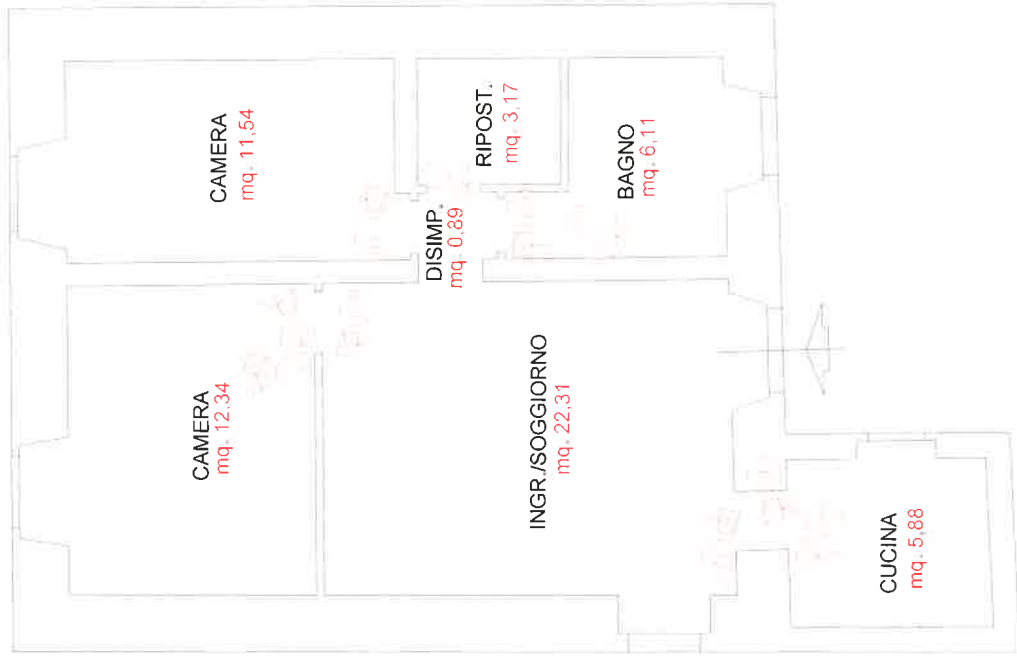 CAMERA
mq. 11,54
RIPOST.
mq. 3,17
BAGNO
mq. 6,11
DISIMP.
mq. 0,89
CAMERA
mq. 12,34
INGR./SOGGIORNO
mq. 22,31
CUCINA
mq. 5,88